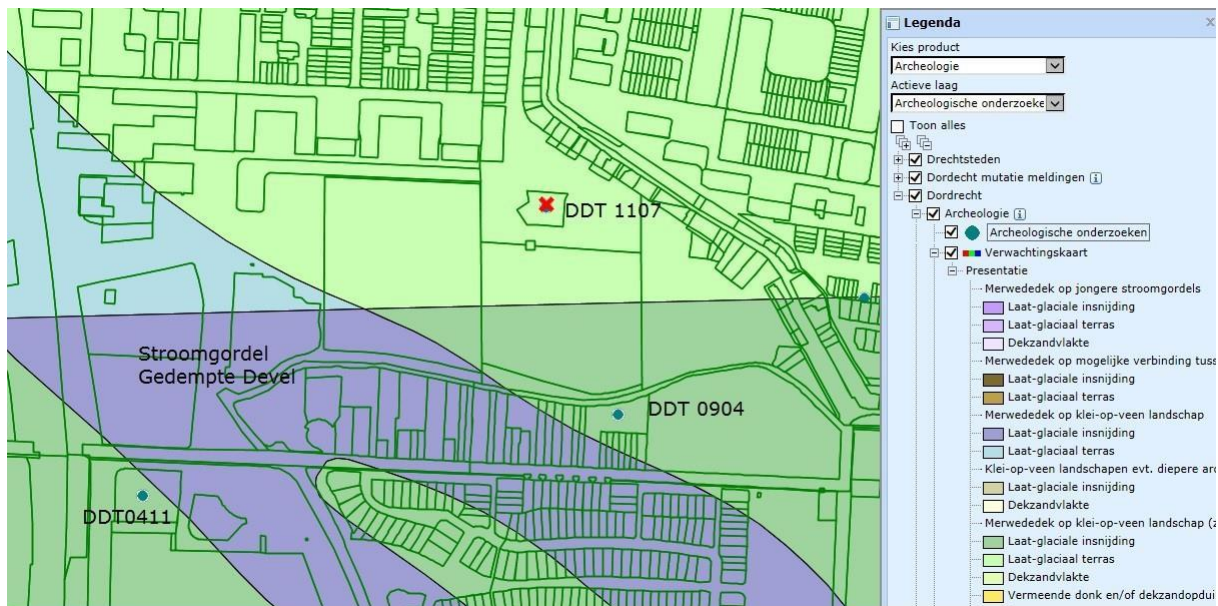 DDT 1107
Stroomgordel
Gedempte Devel
DDT 0904
DDT0411
Legenda
Kies product
Archeologie
Actieve laag
Archeologische onderzoeke
Toon alles
Drechtsteden
Dordecht mutatie meldingen
Dordrecht
Archeologie
Archeologische onderzoeken
Verwachtingskaart
Presentatie
Merwededek op jongere stroomgordels
Laat-glaciale insnijding
Laat-glaciaal terras
Dekzandvlakte
Merwededek op mogelijke verbinding tuss
Laat-glaciale insnijding
Laat-glaciaal terras
Merwededek op klei-op-veen landschap
Laat-glaciale insnijding
Laat-glaciaal terras
Klei-op-veen landschappen evt. diepere arc
Laat-glaciale insnijding
Dekzandvlakte
Merwededek op klei-op-veen landschap (z
Laat-glaciale insnijding
Laat-glaciaal terras
Dekzandvlakte
Vermeende donk en/of dekzandopdui